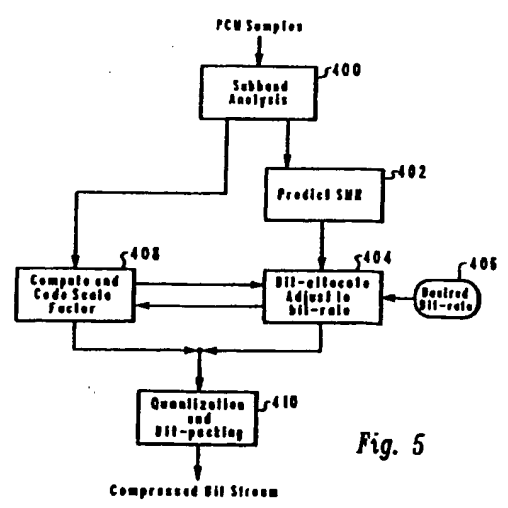 PCM Samples
400
Subband
Analysis
402
Predict SMR
408
404
406
Compute and
Code Scale
Factor
Bit-allocate
Adjust to
bit-rate
Desired
Bit-rate
410
Quantization
and
Bit-packing
Fig. 5
Compressed Bit Stream